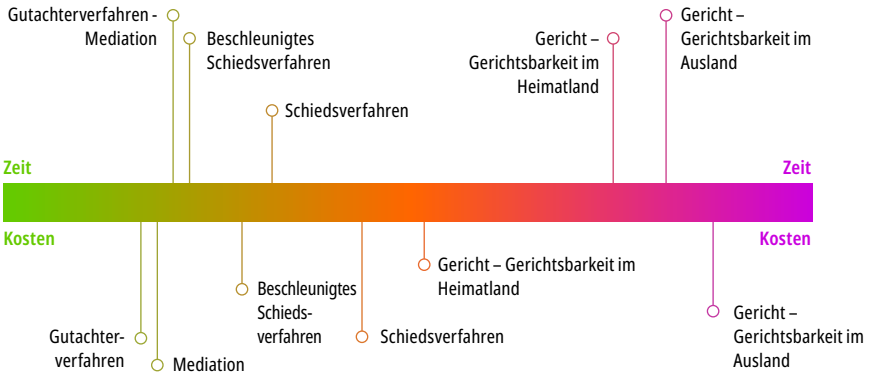 Gutachterverfahren -
Mediation
Beschleunigtes
Schiedsverfahren
Schiedsverfahren
Gericht –
Gerichtsbarkeit im
Heimatland
Gericht –
Gerichtsbarkeit im
Ausland
Zeit
Zeit
Kosten
Kosten
Gutachter-
verfahren
Mediation
Beschleunigtes
Schieds-
verfahren
Schiedsverfahren
Gericht – Gerichtsbarkeit im
Heimatland
Gericht –
Gerichtsbarkeit im
Ausland